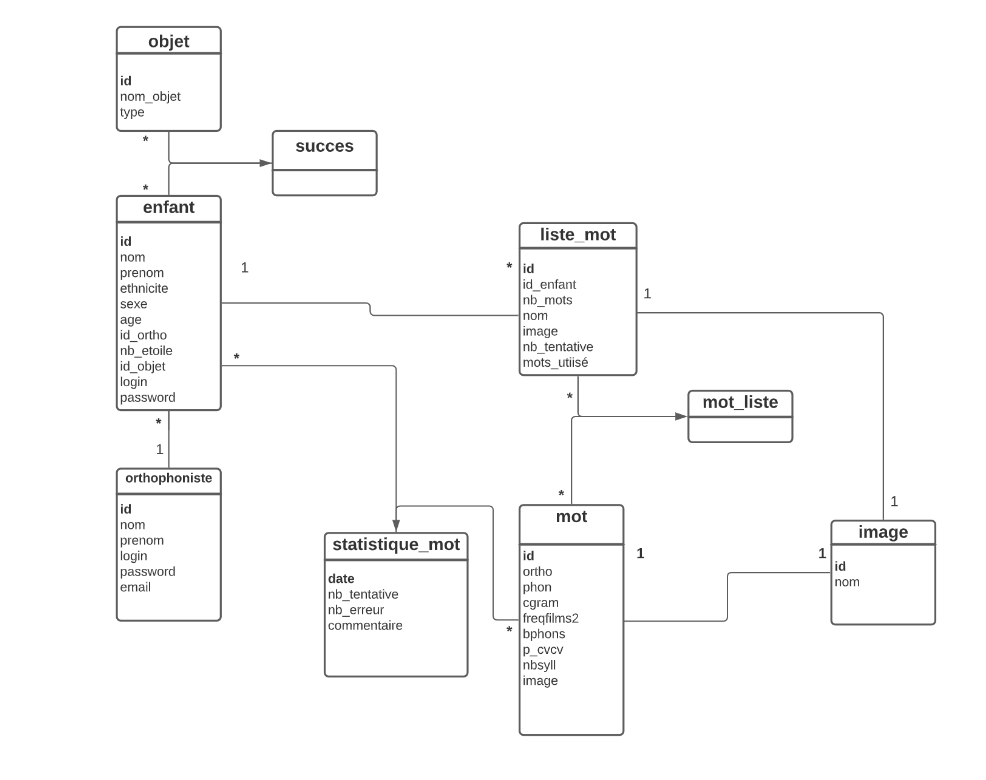 objet
id
nom_objet
type
*
succes
*
enfant
id
nom
prenom
ethnicite
sexe
age
id_ortho
nb_etoile
id_objet
login
password
1
*
liste_mot
id
id_enfant
nb_mots
nom
image
nb_tentative
mots_utiisé
*
1
*
mot_liste
*
*
1
orthophoniste
id
nom
prenom
login
password
email
statistique_mot
date
nb_tentative
nb_erreur
commentaire
mot
id
ortho
phon
cgram
freqfilms2
bphons
p_cvcv
nbsyll
image
*
1
1
1
image
id
nom